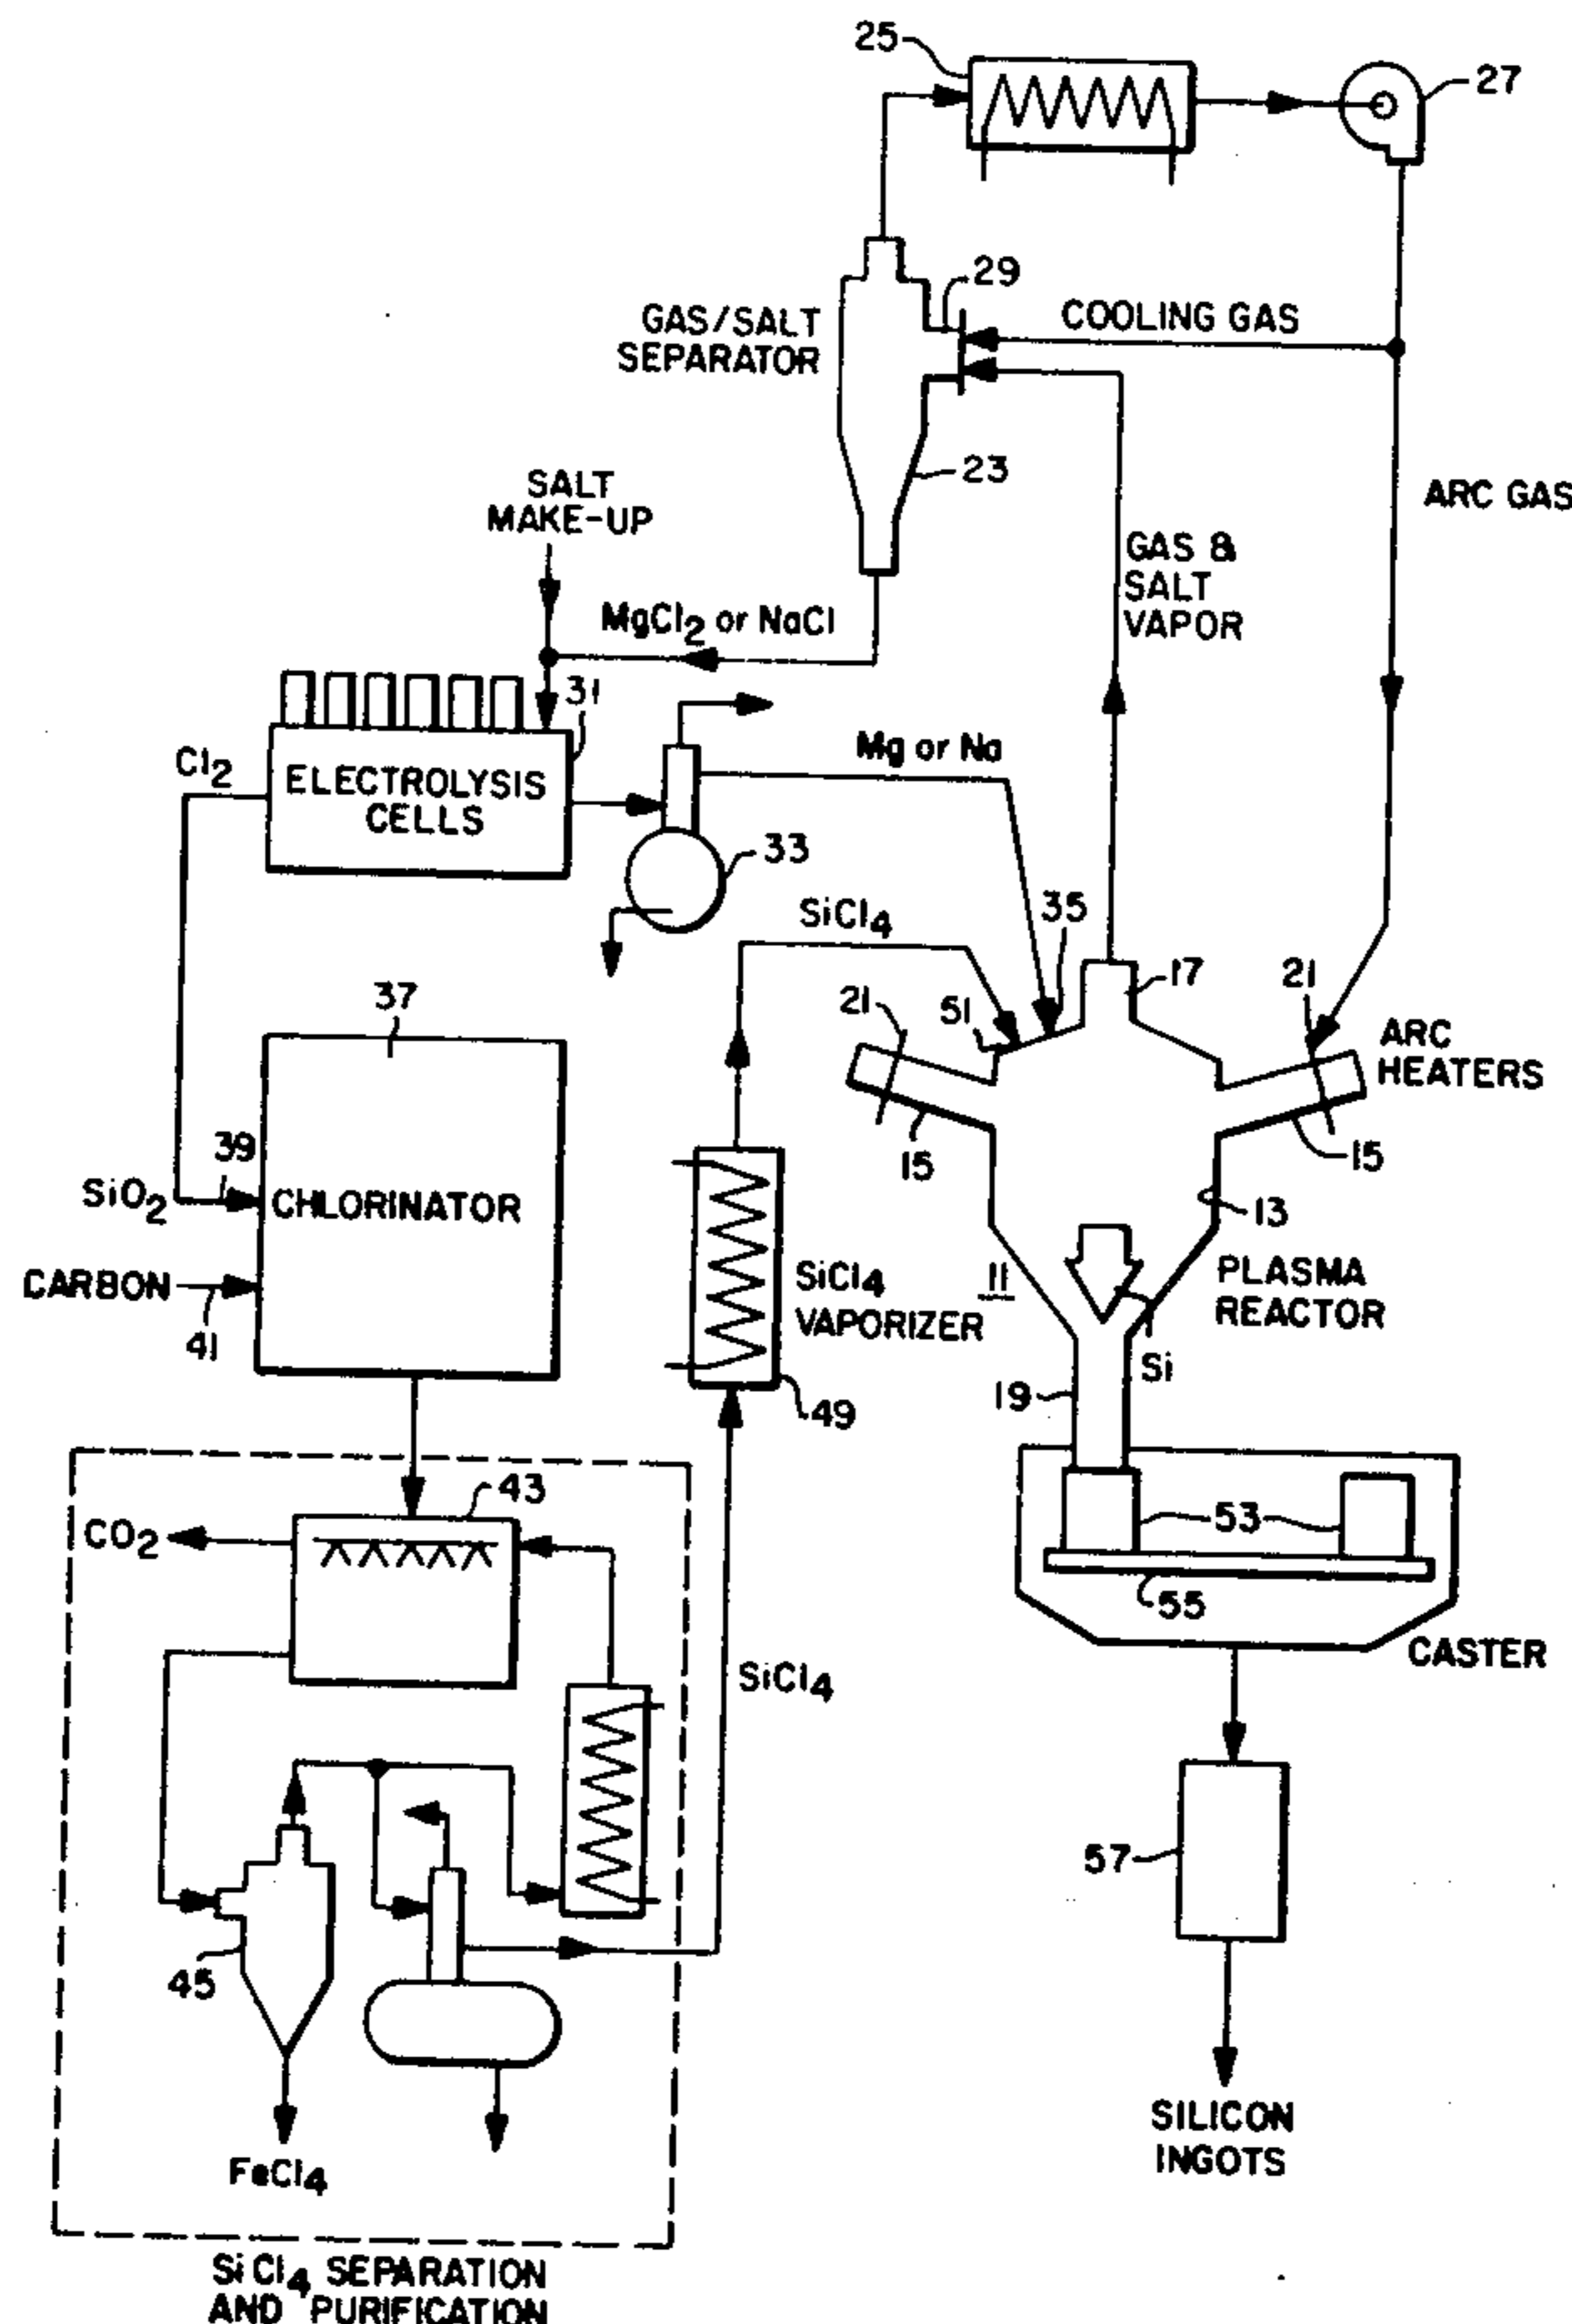 25
27
29
GAS/SALT
SEPARATOR
COOLING GAS
23
ARC GAS
SALT
MAKE-UP
GAS &
SALT
VAPOR
MgCl2 or NaCl
31
Cl2
ELECTROLYSIS
CELLS
Mg or Na
33
SiCl4
35
17
21
51
21
ARC
HEATERS
37
15
15
39
SiO2
CHLORINATOR
13
CARBON
41
SiCl4
VAPORIZER
11
PLASMA
REACTOR
Si
19
49
43
CO2
53
55
CASTER
SiCl4
57
45
SILICON
INGOTS
FeCl4
SiCl4 SEPARATION
AND PURIFICATION